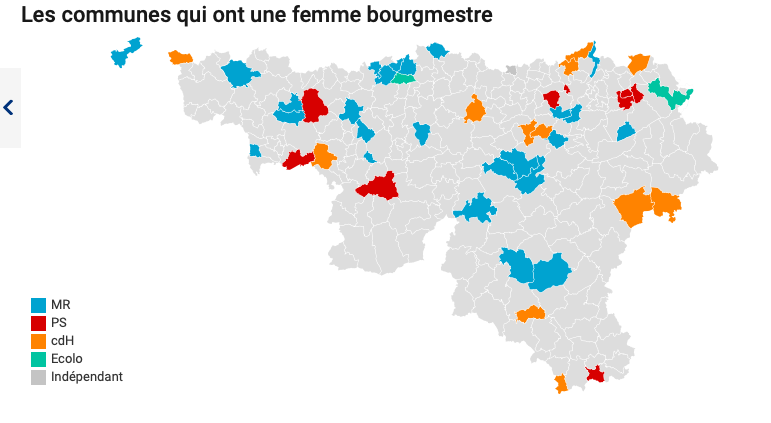 Les communes qui ont une femme bourgmestre
MR
PS
cdH
Ecolo
Indépendant